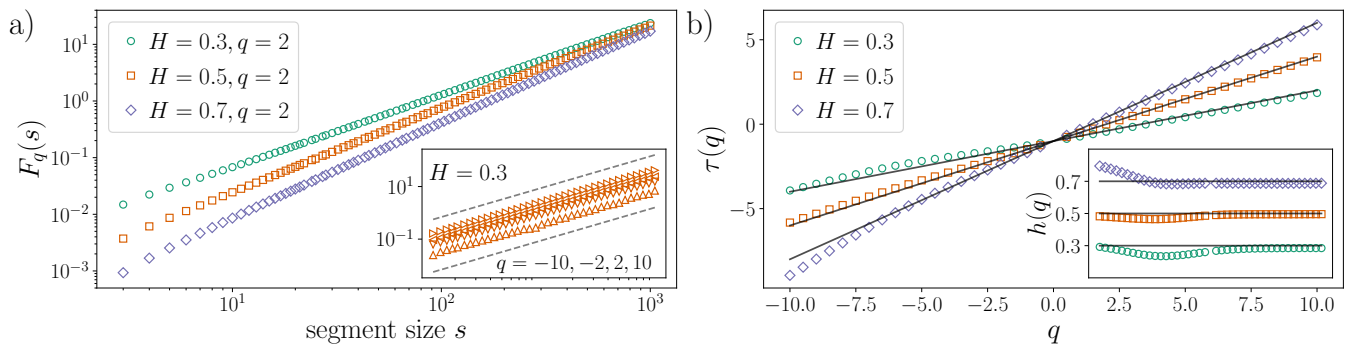 a)
$H = 0.3, q = 2$
$H = 0.5, q = 2$
$H = 0.7, q = 2$
$F_q(s)$
$10^1$
$10^0$
$10^{-1}$
$10^{-2}$
$10^{-3}$
$H = 0.3$
$10^1$
$10^{-1}$
$q = -10, -2, 2, 10$
$10^1$ $10^2$ $10^3$
segment size $s$
b)
$H = 0.3$
$H = 0.5$
$H = 0.7$
$\tau(q)$
5
0
−5
$h(q)$
0.7
0.5
0.3
−10.0 −7.5 −5.0 −2.5 0.0 2.5 5.0 7.5 10.0
$q$